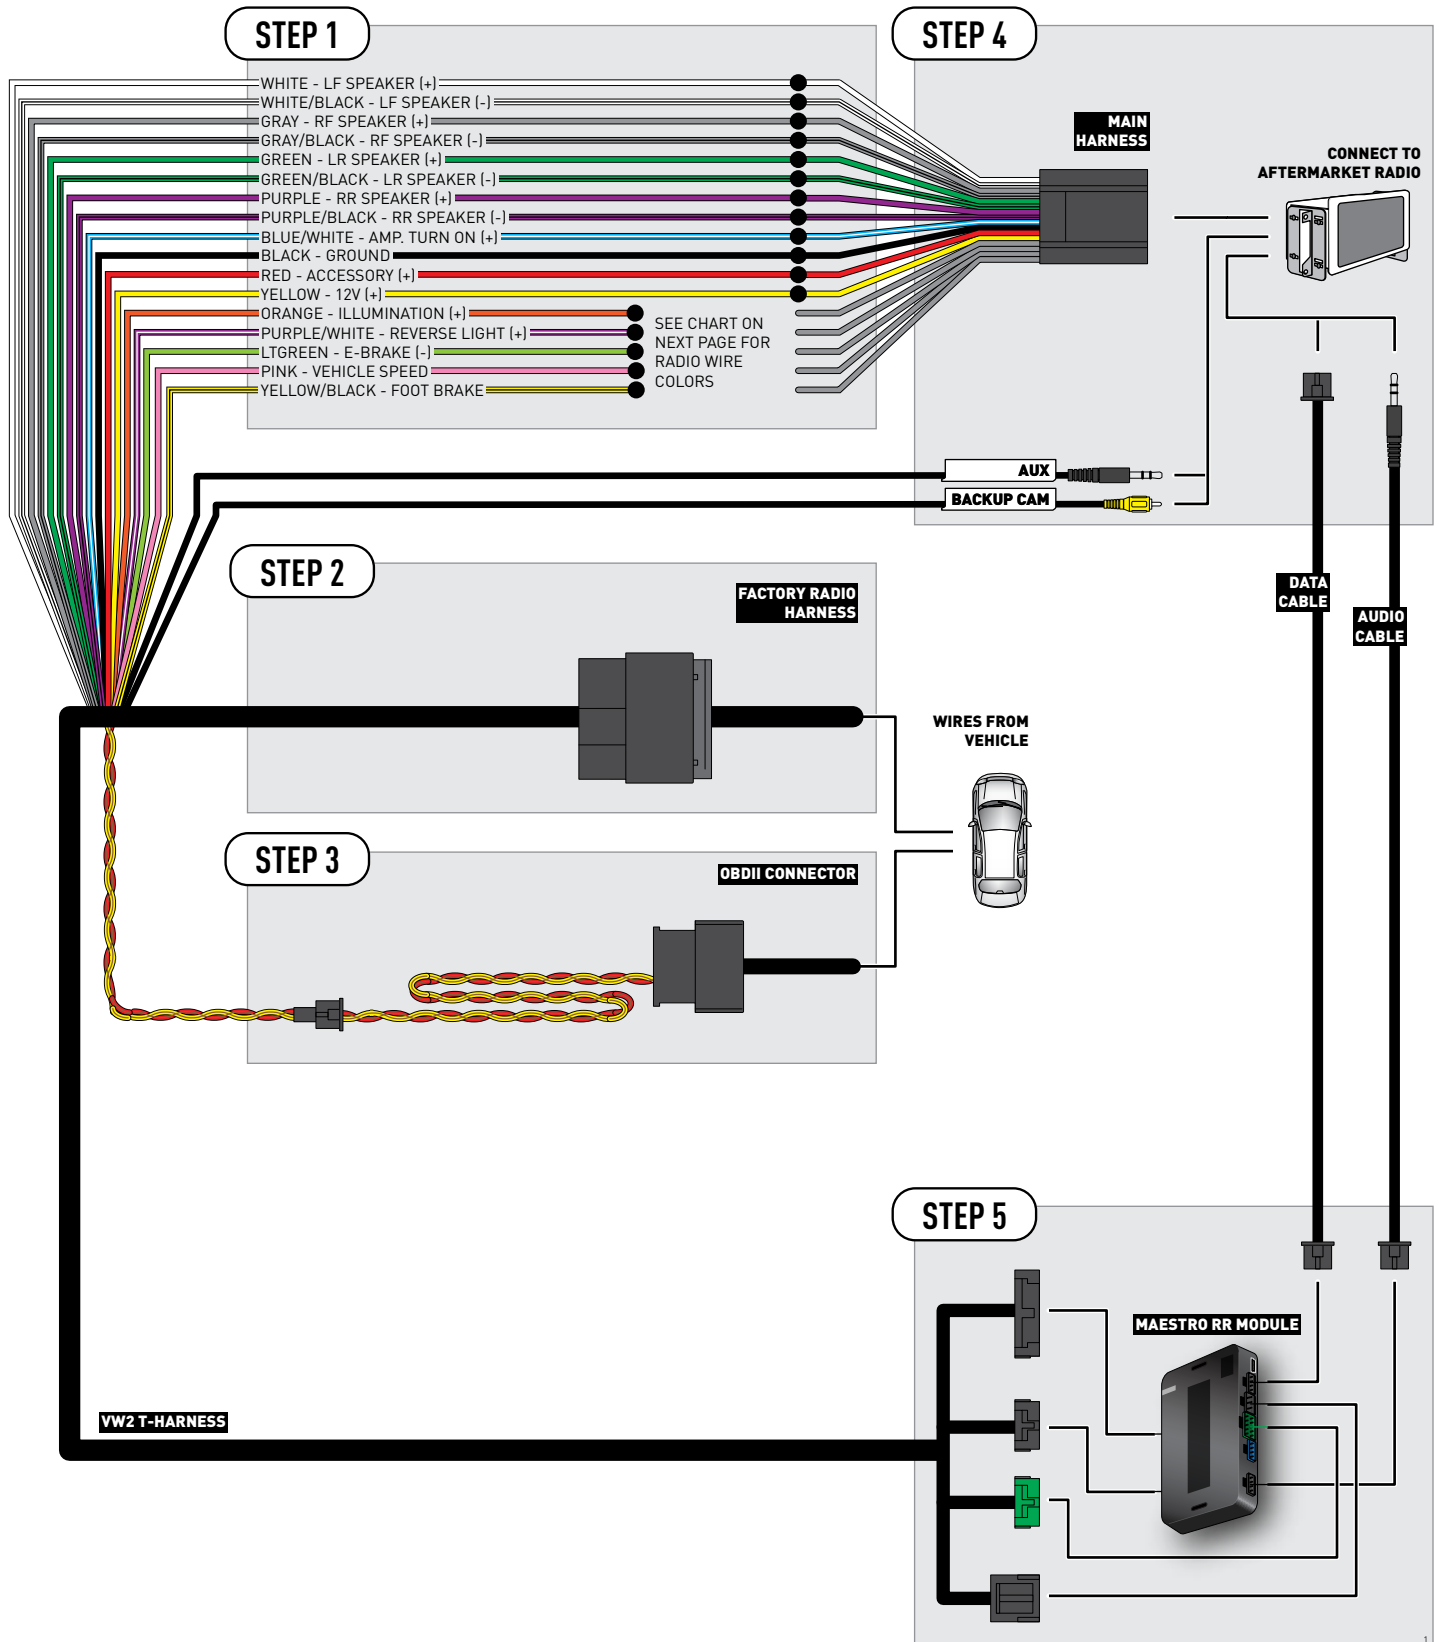 STEP 1
WHITE - LF SPEAKER (+)
WHITE/BLACK - LF SPEAKER (-)
GRAY - RF SPEAKER (+)
GRAY/BLACK - RF SPEAKER (-)
GREEN - LR SPEAKER (+)
GREEN/BLACK - LR SPEAKER (-)
PURPLE - RR SPEAKER (+)
PURPLE/BLACK - RR SPEAKER (-)
BLUE/WHITE - AMP. TURN ON (+)
BLACK - GROUND
RED - ACCESSORY (+)
YELLOW - 12V (+)
ORANGE - ILLUMINATION (+)
PURPLE/WHITE - REVERSE LIGHT (+)
LTGREEN - E-BRAKE (-)
PINK - VEHICLE SPEED
YELLOW/BLACK - FOOT BRAKE
SEE CHART ON
NEXT PAGE FOR
RADIO WIRE
COLORS
STEP 4
MAIN
HARNESS
CONNECT TO
AFTERMARKET RADIO
AUX
BACKUP CAM
DATA
CABLE
AUDIO
CABLE
STEP 2
FACTORY RADIO
HARNESS
WIRES FROM
VEHICLE
STEP 3
OBDII CONNECTOR
STEP 5
MAESTRO RR MODULE
VW2 T-HARNESS
1